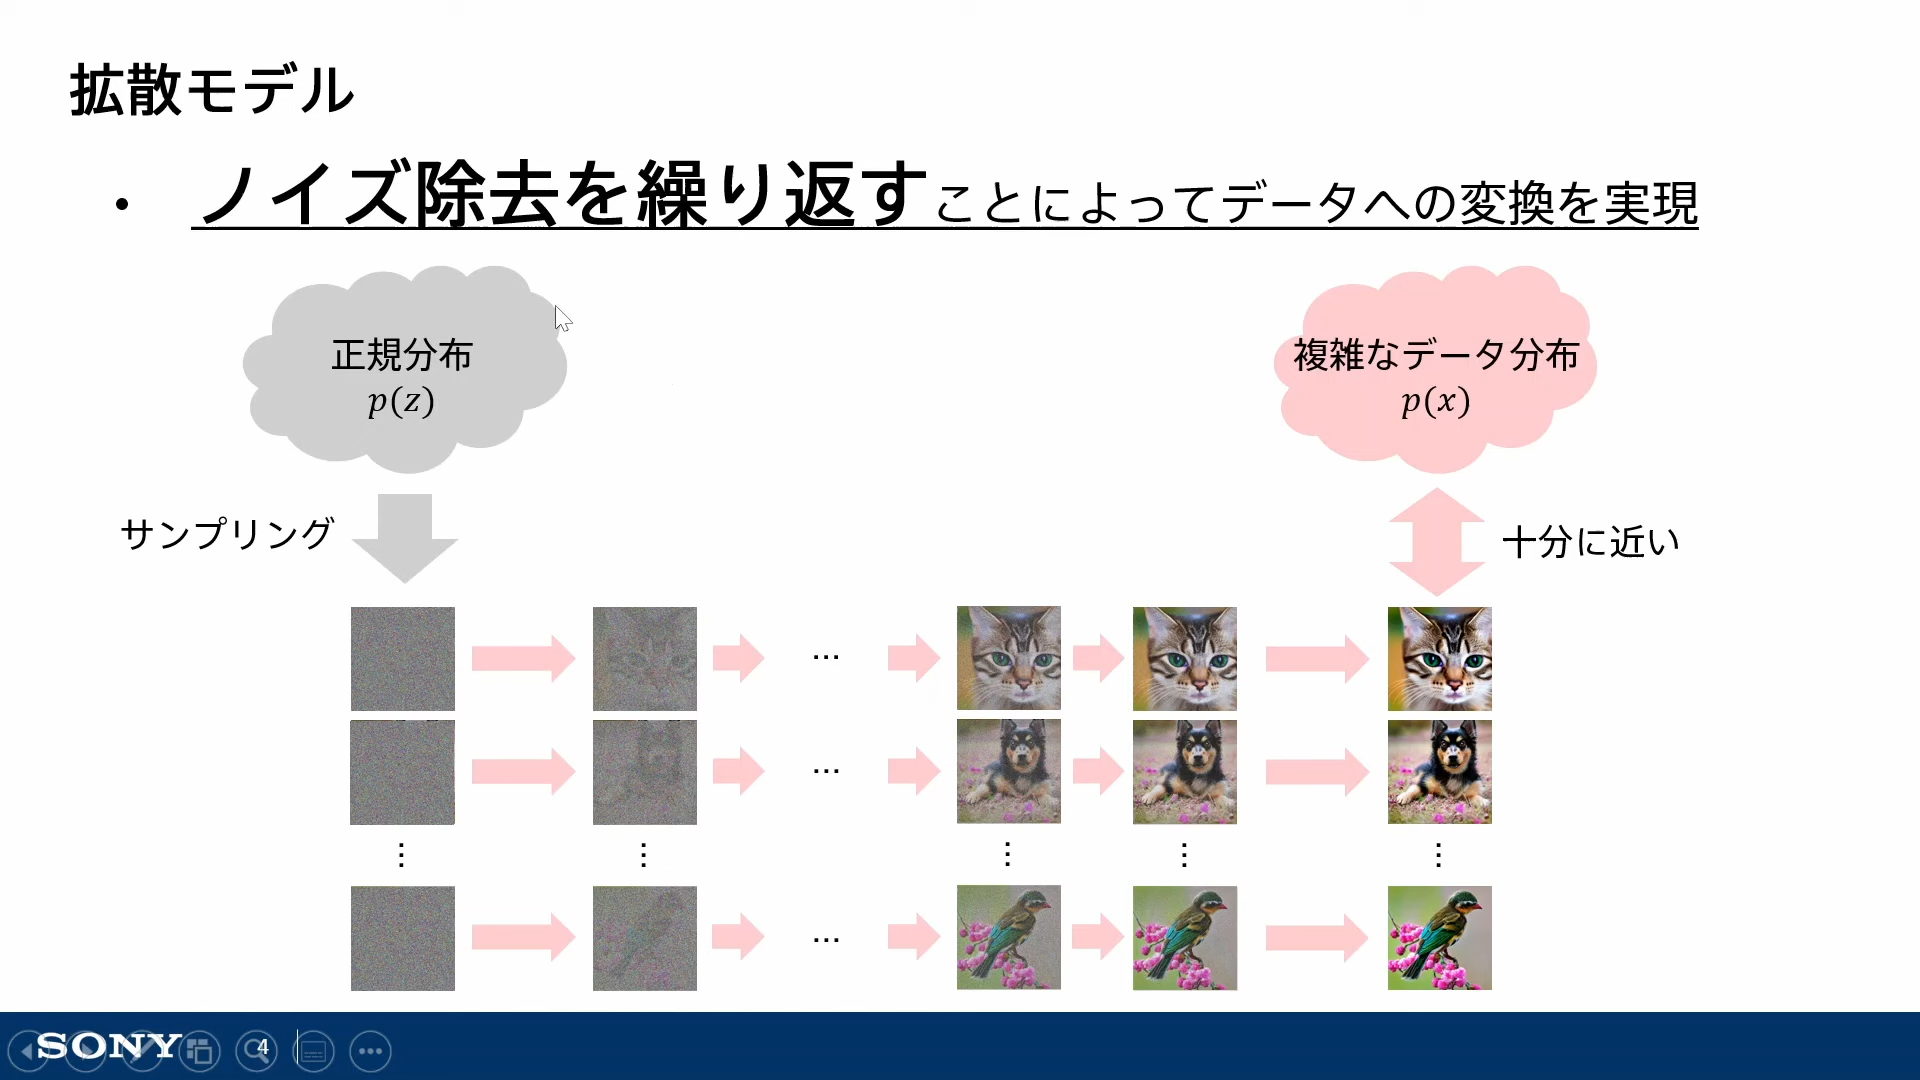 拡散モデル
• ノイズ除去を繰り返すことによってデータへの変換を実現
正規分布
p(z)
複雑なデータ分布
p(x)
サンプリング
十分に近い
…
…
⋮ ⋮ ⋮ ⋮ ⋮
…
SONY
4